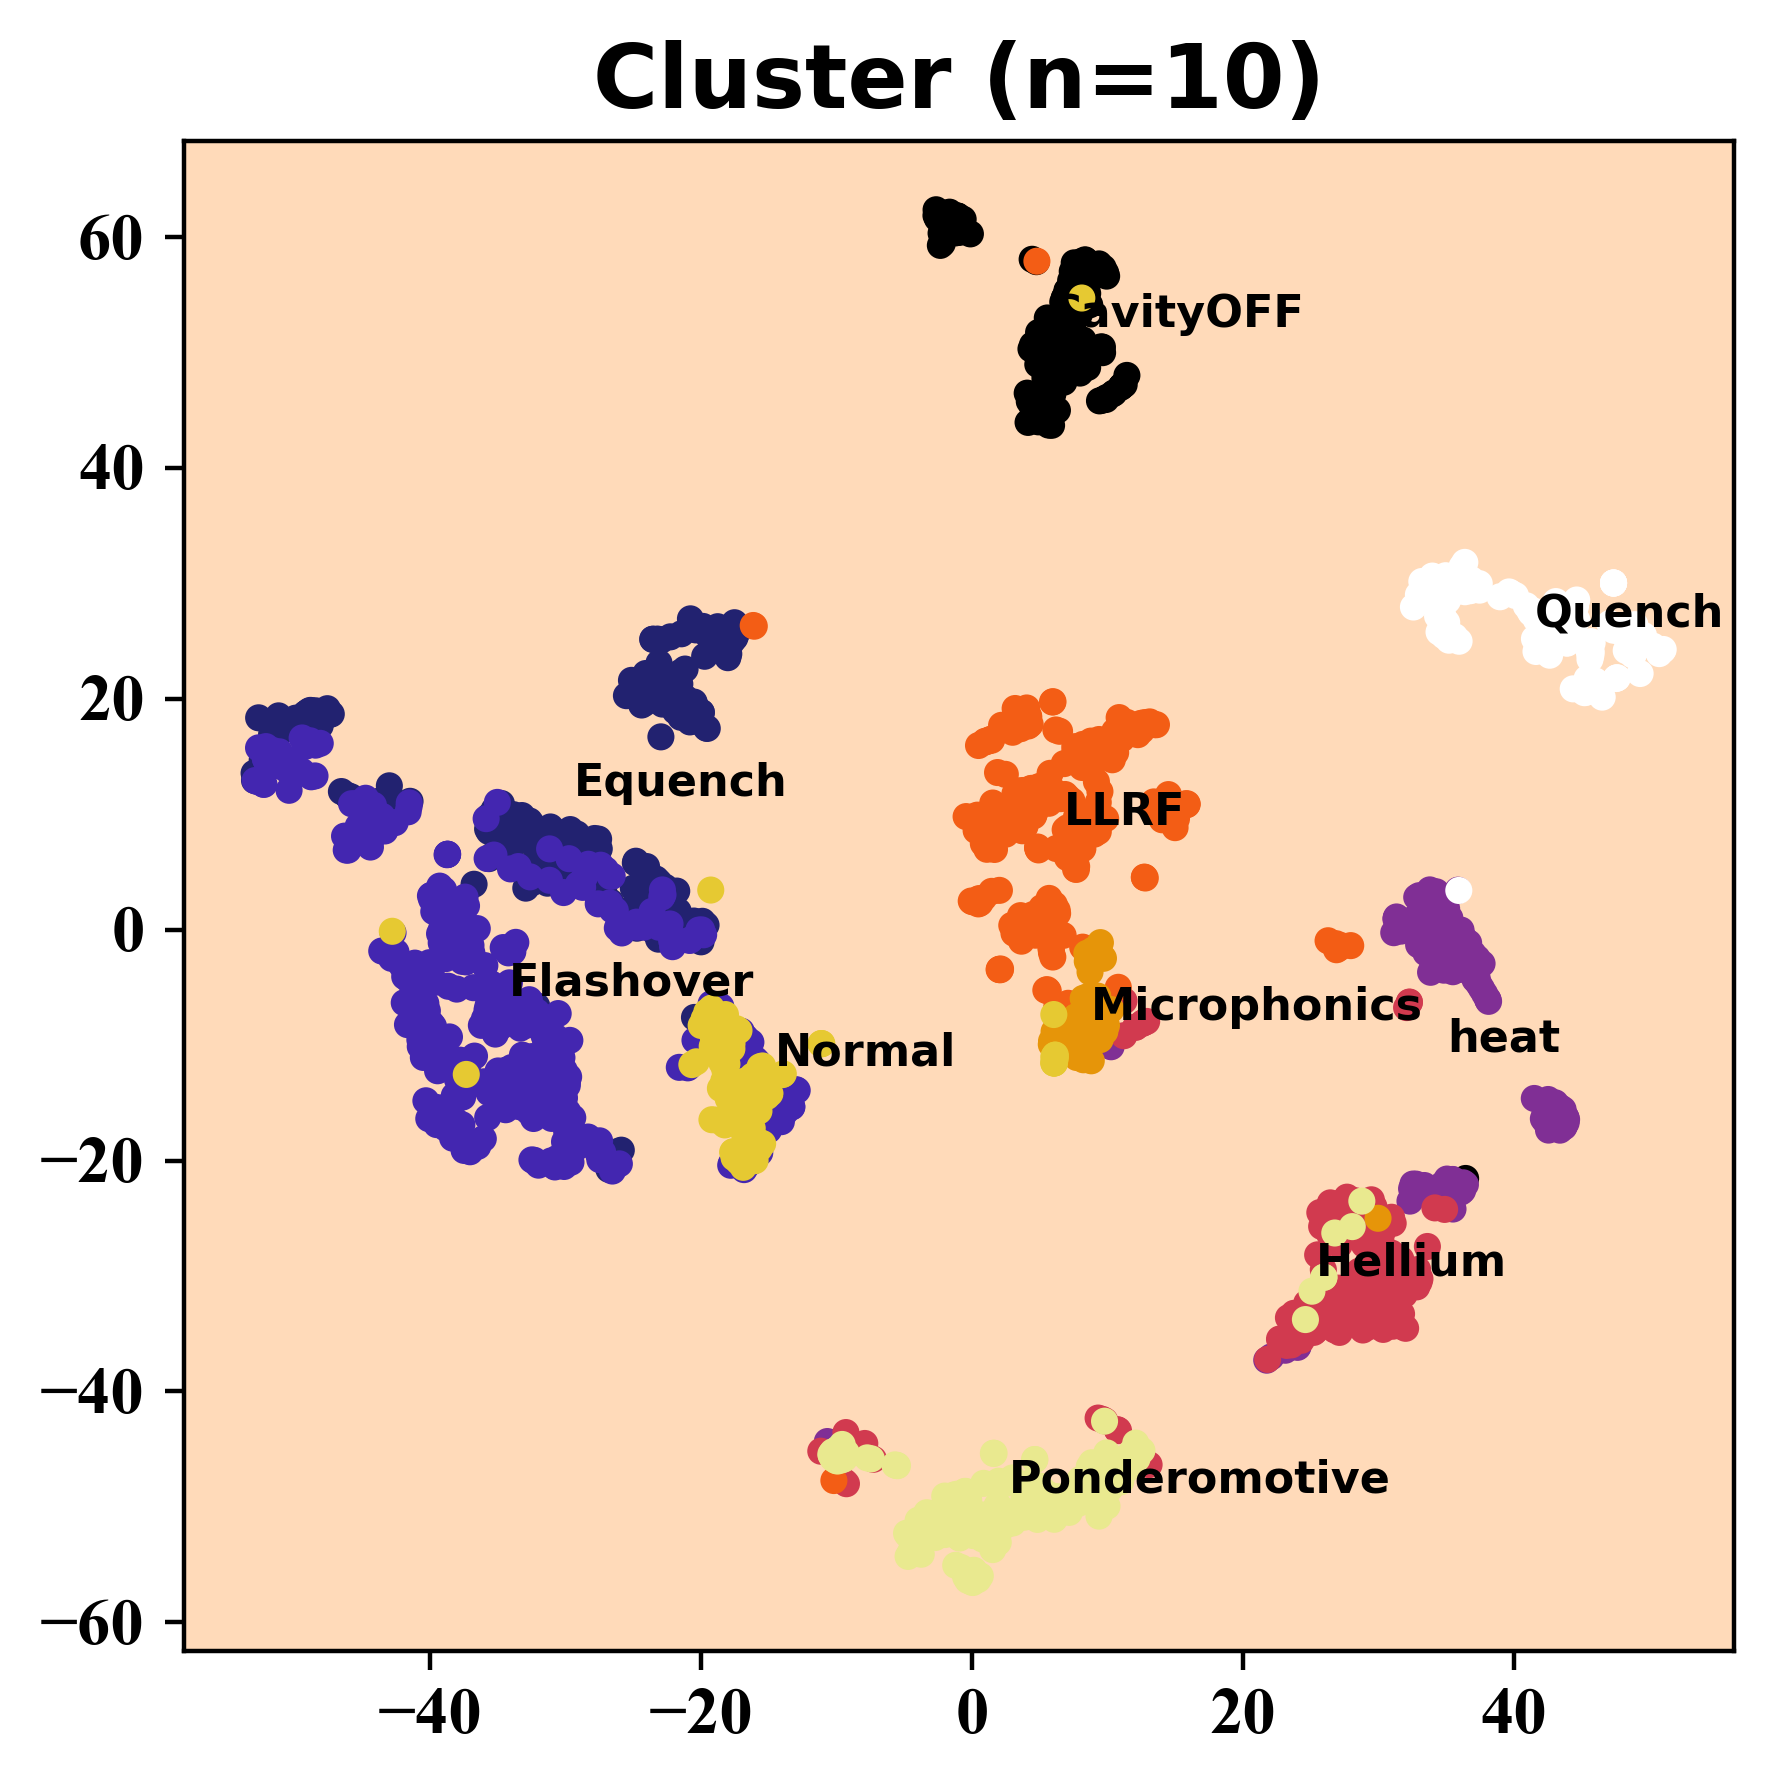 Cluster (n=10)
60
40
20
0
−20
−40
−60
CavityOFF
Quench
Equench
LLRF
Flashover
Microphonics
Normal
heat
Hellium
Ponderomotive
−40
−20
0
20
40